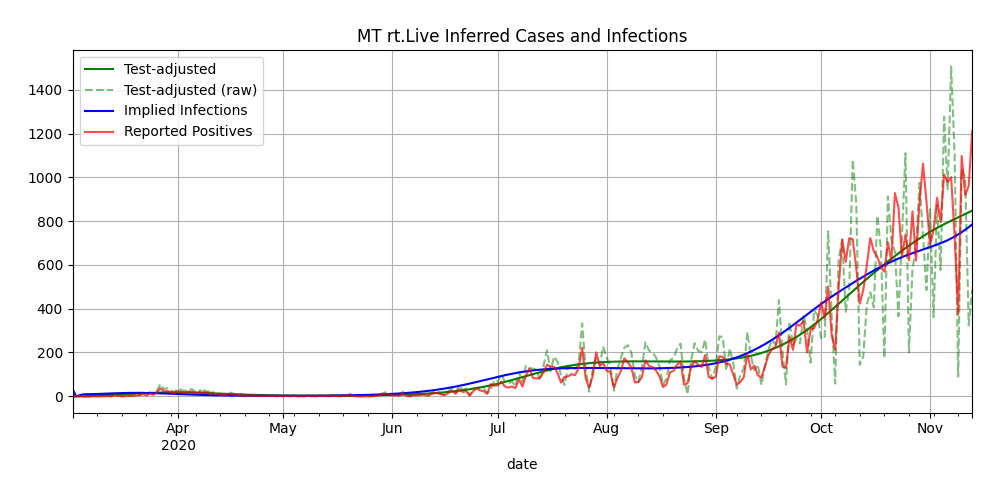 MT rt.Live Inferred Cases and Infections
Test-adjusted
Test-adjusted (raw)
Implied Infections
Reported Positives
1400
1200
1000
800
600
400
200
0
Apr
2020
May
Jun
Jul
Aug
Sep
Oct
Nov
date